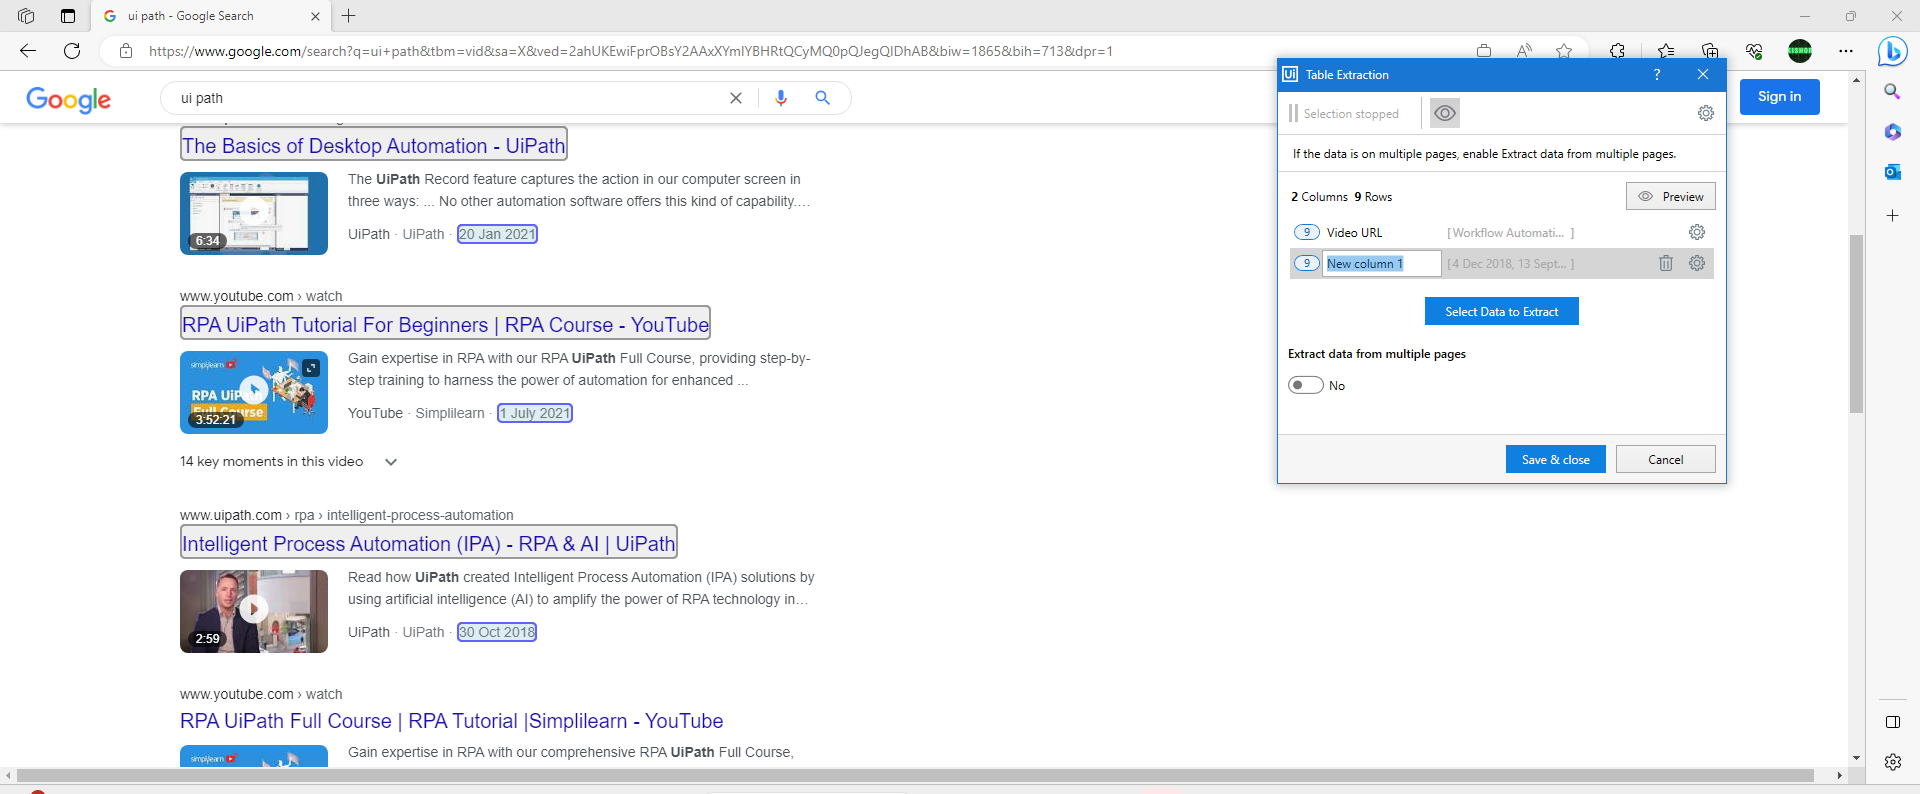 ui path - Google Search
https://www.google.com/search?q=ui+path&tbm=vid&sa=X&ved=2ahUKEwiFprOBsY2AAxXYmIYBHRtQCyMQ0pQJegQIDhAB&biw=1865&bih=713&dpr=1
Google
ui path
Sign in
The Basics of Desktop Automation - UiPath
The UiPath Record feature captures the action in our computer screen in
three ways: ... No other automation software offers this kind of capability....
6:34
UiPath · UiPath · 20 Jan 2021
www.youtube.com › watch
RPA UiPath Tutorial For Beginners | RPA Course - YouTube
simplilearn
RPA UiPath
Full Course
3:52:21
Gain expertise in RPA with our RPA UiPath Full Course, providing step-by-
step training to harness the power of automation for enhanced ...
YouTube · Simplilearn · 1 July 2021
14 key moments in this video
www.uipath.com › rpa › intelligent-process-automation
Intelligent Process Automation (IPA) - RPA & AI | UiPath
Read how UiPath created Intelligent Process Automation (IPA) solutions by
using artificial intelligence (AI) to amplify the power of RPA technology in...
2:59
UiPath · UiPath · 30 Oct 2018
www.youtube.com › watch
RPA UiPath Full Course | RPA Tutorial |Simplilearn - YouTube
simplilearn
Gain expertise in RPA with our comprehensive RPA UiPath Full Course,
Ui Table Extraction
?
Selection stopped
If the data is on multiple pages, enable Extract data from multiple pages.
2 Columns 9 Rows
Preview
9 Video URL [ Workflow Automati... ]
9 New column 1 [ 4 Dec 2018, 13 Sept... ]
Select Data to Extract
Extract data from multiple pages
No
Save & close
Cancel